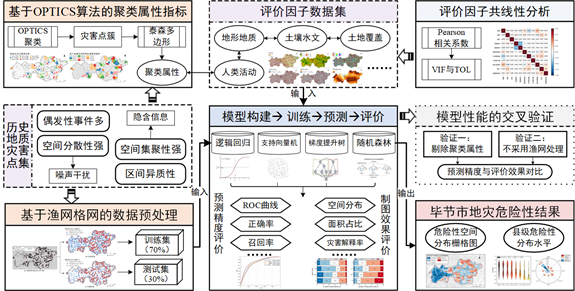 基于OPTICS算法的聚类属性指标
OPTICS
聚类
灾害点簇
泰森多
边形
聚类属性
评价因子数据集
地形地质
土壤水文
土地覆盖
人类活动
……
评价因子共线性分析
Pearson
相关系数
VIF与TOL
输入
历史
地质
灾害
点集
偶发性事件多
空间分散性强
噪声干扰
隐含信息
空间集聚性强
区间异质性
输入
模型构建→训练→预测→评价
逻辑回归
支持向量机
梯度提升树
随机森林
预测精度评价
ROC曲线
正确率
召回率
……
空间分布
面积占比
灾害解释率
……
制图效果评价
输出
模型性能的交叉验证
验证一:
剔除聚类属性
验证二:
不采用渔网处理
预测精度与评价效果对比
基于渔网格网的数据预处理
训练集
(70%)
测试集
(30%)
毕节市地灾危险性结果
危险性空间
分布栅格图
县级危险性
分布水平